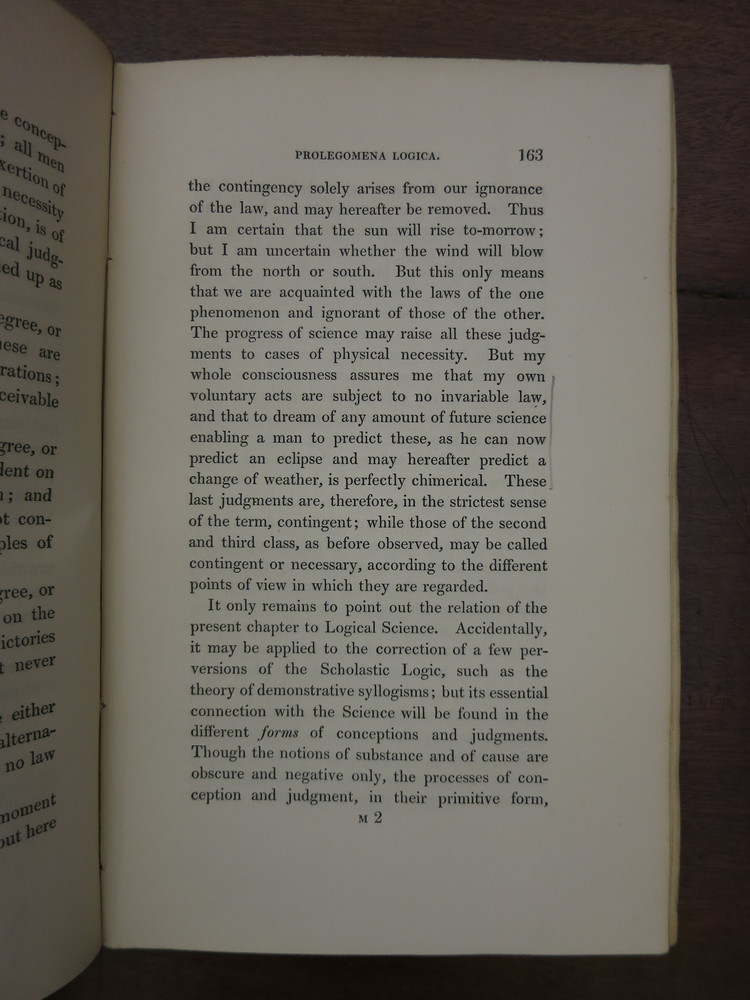 e concep-
; all men
xertion of
necessity
tion, is of
cal judg-
ed up as
egree, or
ese are
rations;
ceivable
gree, or
dent on
; and
t con-
ples of
gree, or
on the
ictories
t never
either
alterna-
no law
moment
out here
PROLEGOMENA LOGICA. 163
the contingency solely arises from our ignorance
of the law, and may hereafter be removed. Thus
I am certain that the sun will rise to-morrow;
but I am uncertain whether the wind will blow
from the north or south. But this only means
that we are acquainted with the laws of the one
phenomenon and ignorant of those of the other.
The progress of science may raise all these judg-
ments to cases of physical necessity. But my
whole consciousness assures me that my own
voluntary acts are subject to no invariable law,
and that to dream of any amount of future science
enabling a man to predict these, as he can now
predict an eclipse and may hereafter predict a
change of weather, is perfectly chimerical. These
last judgments are, therefore, in the strictest sense
of the term, contingent; while those of the second
and third class, as before observed, may be called
contingent or necessary, according to the different
points of view in which they are regarded.
It only remains to point out the relation of the
present chapter to Logical Science. Accidentally,
it may be applied to the correction of a few per-
versions of the Scholastic Logic, such as the
theory of demonstrative syllogisms; but its essential
connection with the Science will be found in the
different forms of conceptions and judgments.
Though the notions of substance and of cause are
obscure and negative only, the processes of con-
ception and judgment, in their primitive form,
M 2